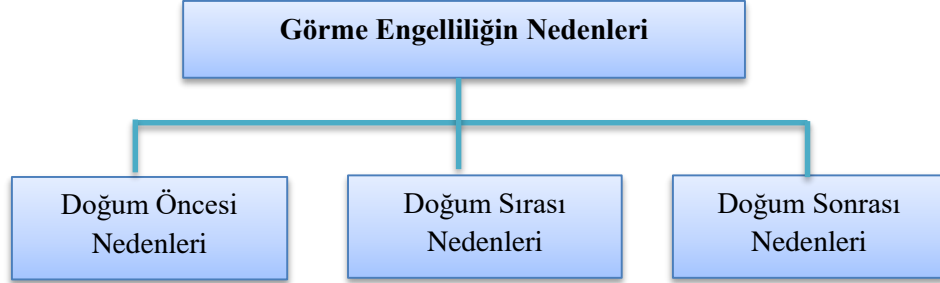 Görme Engelliliğin Nedenleri
Doğum Öncesi
Nedenleri
Doğum Sırası
Nedenleri
Doğum Sonrası
Nedenleri